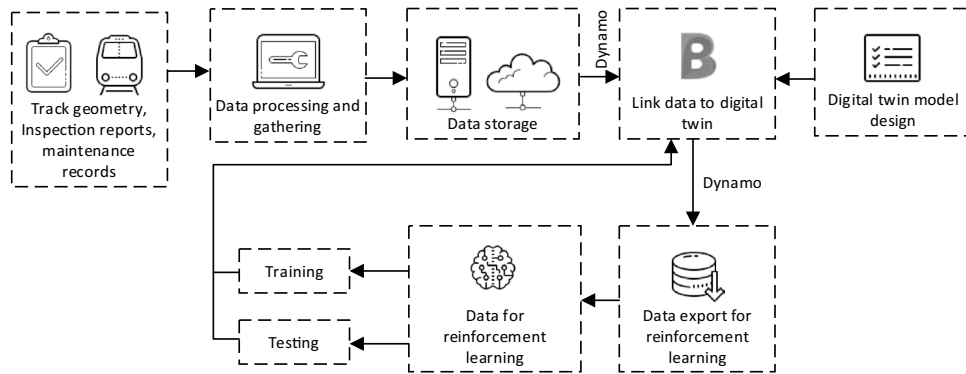 Track geometry,
Inspection reports,
maintenance
records
Data processing and
gathering
Data storage
Dynamo
B
Link data to digital
twin
Digital twin model
design
Dynamo
Training
Testing
Data for
reinforcement
learning
Data export for
reinforcement
learning